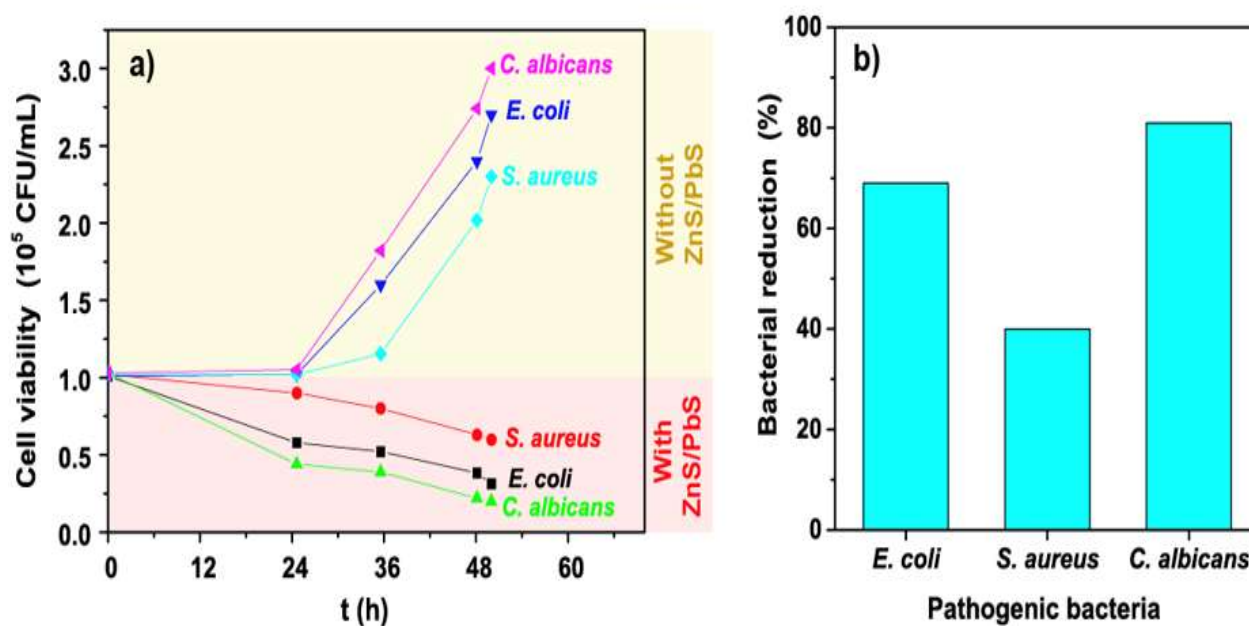 a)
Cell viability (10⁵ CFU/mL)
3.0
2.5
2.0
1.5
1.0
0.5
0.0
C. albicans
E. coli
S. aureus
S. aureus
E. coli
C. albicans
Without
ZnS/PbS
With
ZnS/PbS
0 12 24 36 48 60
t (h)
b)
Bacterial reduction (%)
100
80
60
40
20
0
E. coli S. aureus C. albicans
Pathogenic bacteria